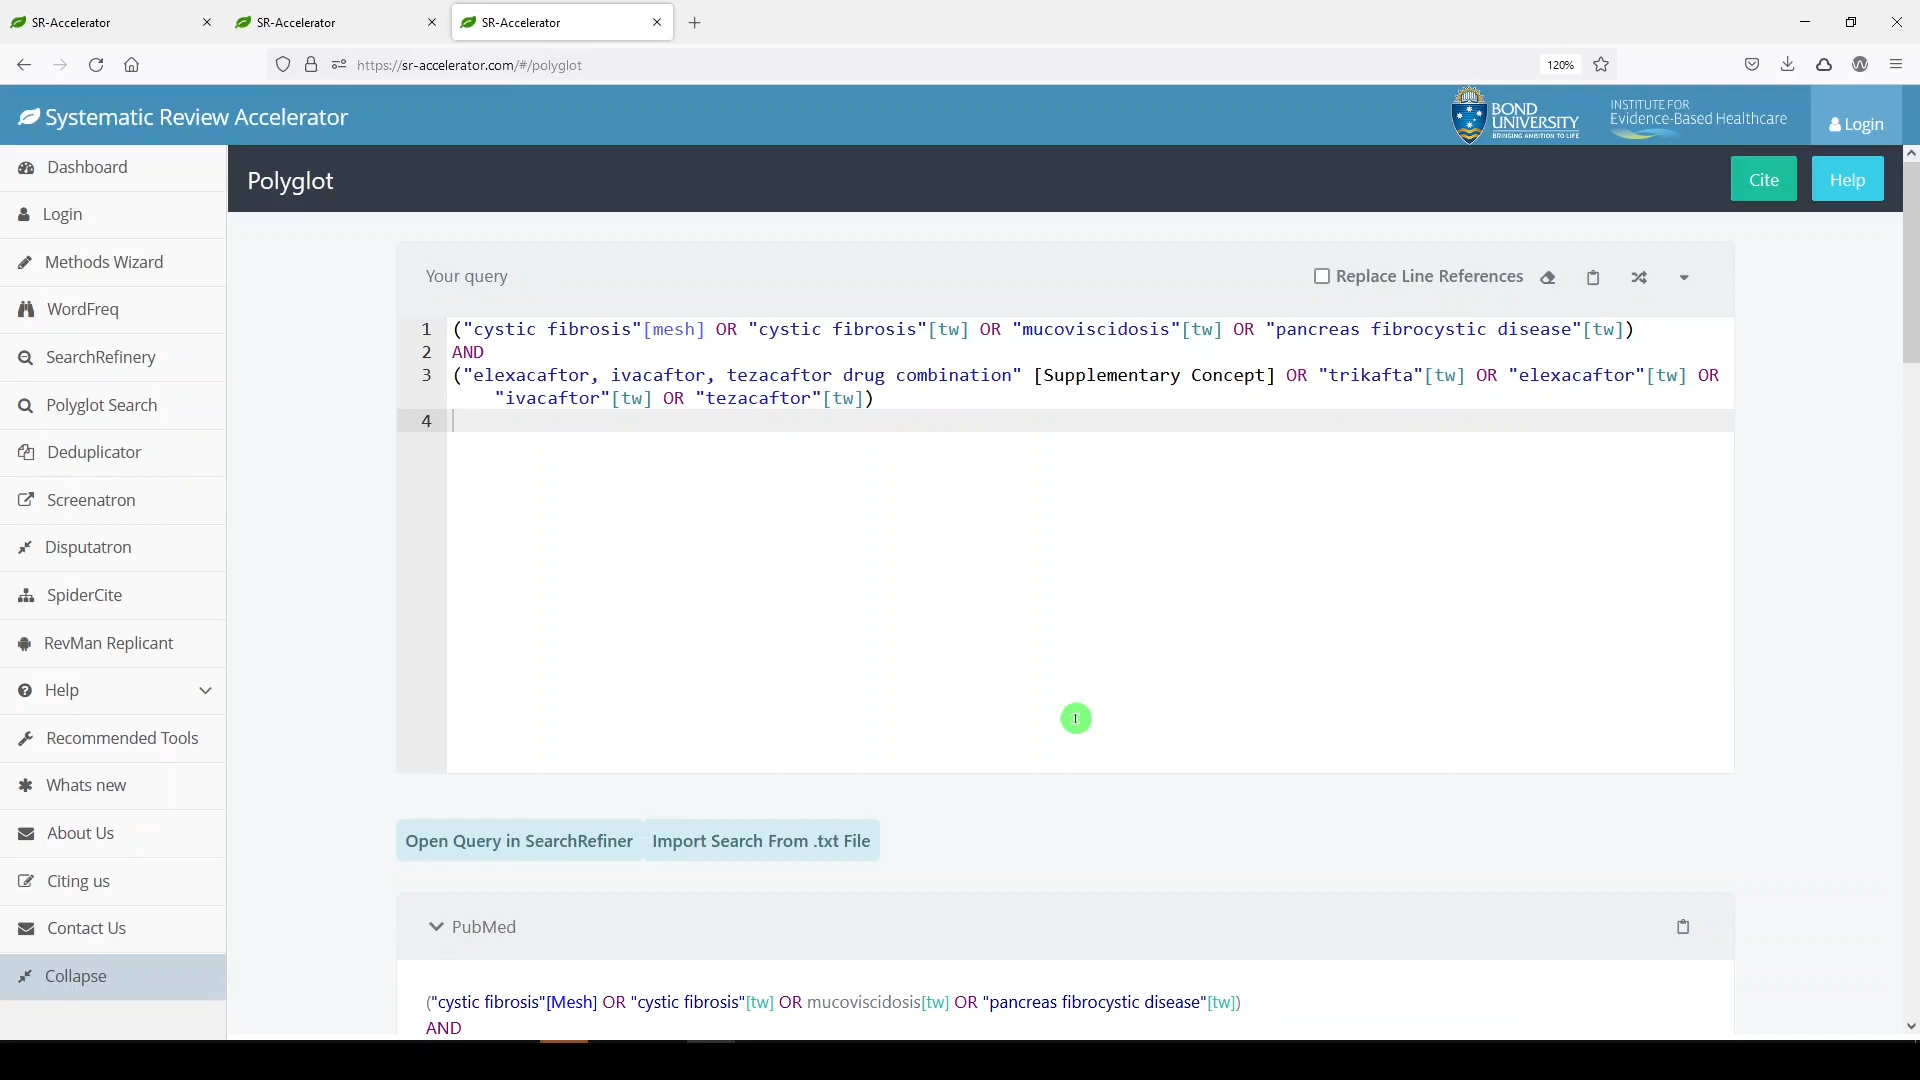 SR-Accelerator
SR-Accelerator
SR-Accelerator
https://sr-accelerator.com/#/polyglot
120%
Systematic Review Accelerator
BOND
UNIVERSITY
BRINGING AMBITION TO LIFE
INSTITUTE FOR
Evidence-Based Healthcare
Login
Dashboard
Login
Methods Wizard
WordFreq
SearchRefinery
Polyglot Search
Deduplicator
Screenatron
Disputatron
SpiderCite
RevMan Replicant
Help
Recommended Tools
Whats new
About Us
Citing us
Contact Us
Collapse
Polyglot
Cite
Help
Your query
Replace Line References
1 ("cystic fibrosis"[mesh] OR "cystic fibrosis"[tw] OR "mucoviscidosis"[tw] OR "pancreas fibrocystic disease"[tw])
2 AND
3 ("elexacaftor, ivacaftor, tezacaftor drug combination" [Supplementary Concept] OR "trikafta"[tw] OR "elexacaftor"[tw] OR
"ivacaftor"[tw] OR "tezacaftor"[tw])
4
Open Query in SearchRefiner
Import Search From .txt File
PubMed
("cystic fibrosis"[Mesh] OR "cystic fibrosis"[tw] OR mucoviscidosis[tw] OR "pancreas fibrocystic disease"[tw])
AND